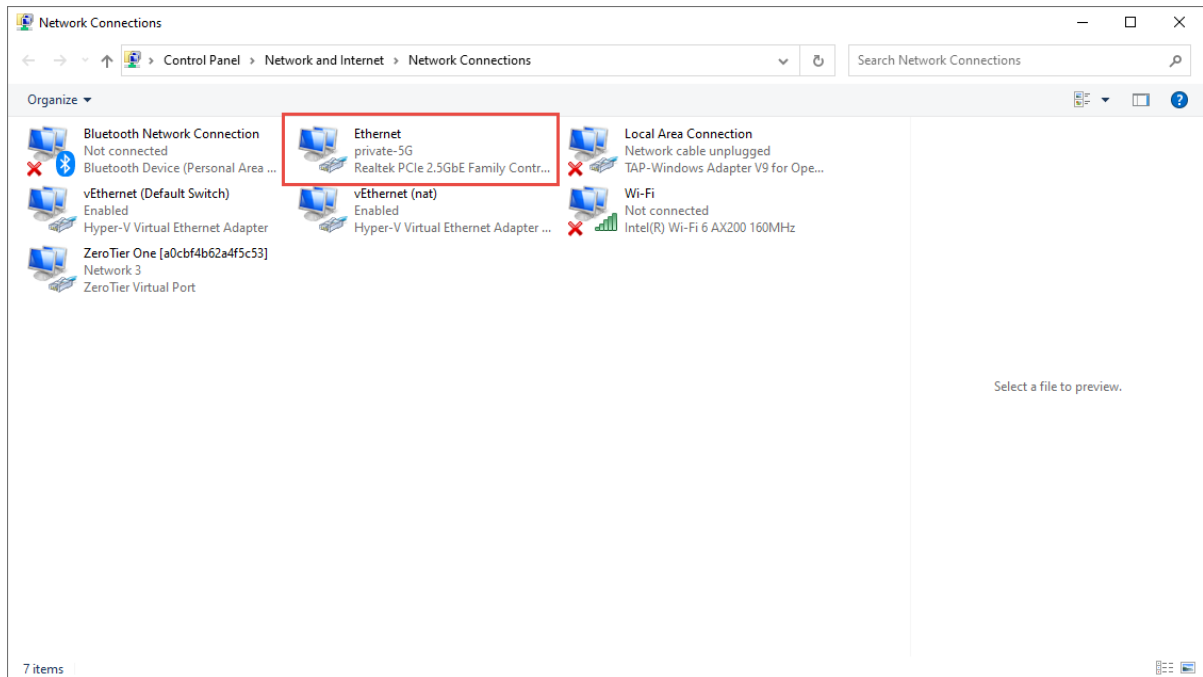 Network Connections
Control Panel > Network and Internet > Network Connections
Search Network Connections
Organize
?
Bluetooth Network Connection
Not connected
Bluetooth Device (Personal Area ...
Ethernet
private-5G
Realtek PCIe 2.5GbE Family Contr...
Local Area Connection
Network cable unplugged
TAP-Windows Adapter V9 for Ope...
vEthernet (Default Switch)
Enabled
Hyper-V Virtual Ethernet Adapter
vEthernet (nat)
Enabled
Hyper-V Virtual Ethernet Adapter ...
Wi-Fi
Not connected
Intel(R) Wi-Fi 6 AX200 160MHz
ZeroTier One [a0cbf4b62a4f5c53]
Network 3
ZeroTier Virtual Port
Select a file to preview.
7 items